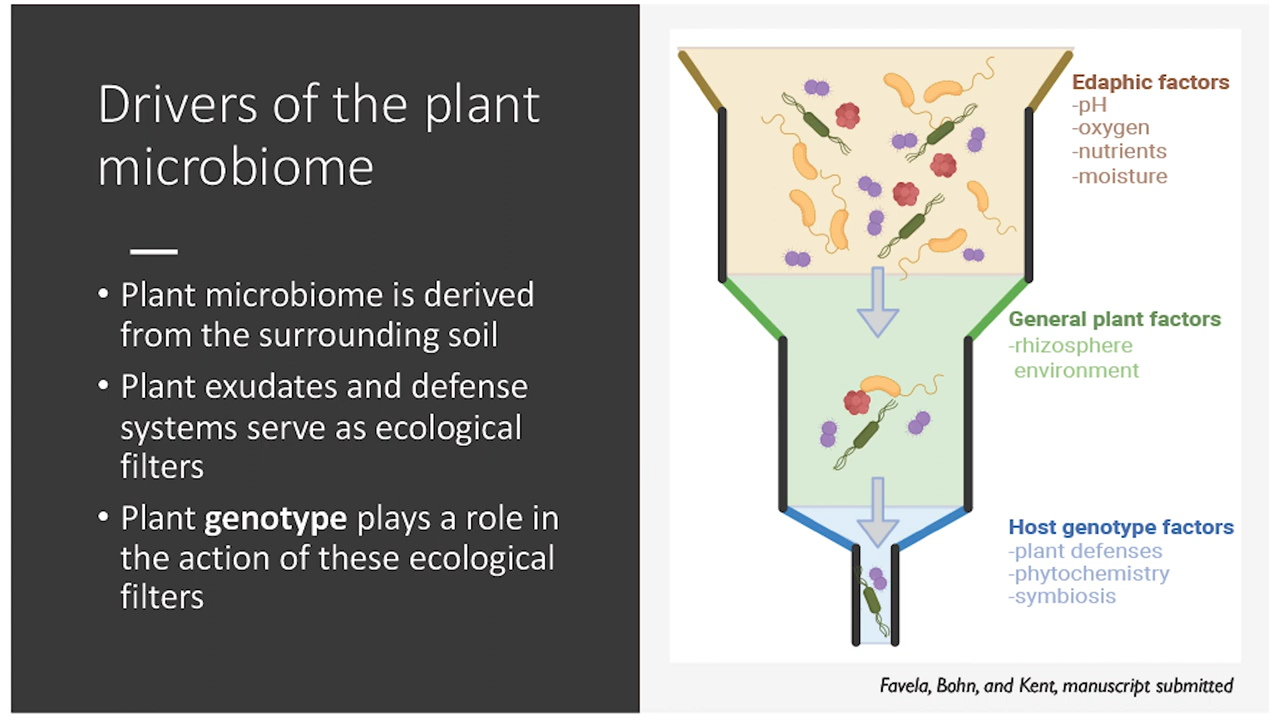 Drivers of the plant
microbiome
• Plant microbiome is derived
from the surrounding soil
• Plant exudates and defense
systems serve as ecological
filters
• Plant genotype plays a role in
the action of these ecological
filters
Edaphic factors
-pH
-oxygen
-nutrients
-moisture
General plant factors
-rhizosphere
environment
Host genotype factors
-plant defenses
-phytochemistry
-symbiosis
Favela, Bohn, and Kent, manuscript submitted